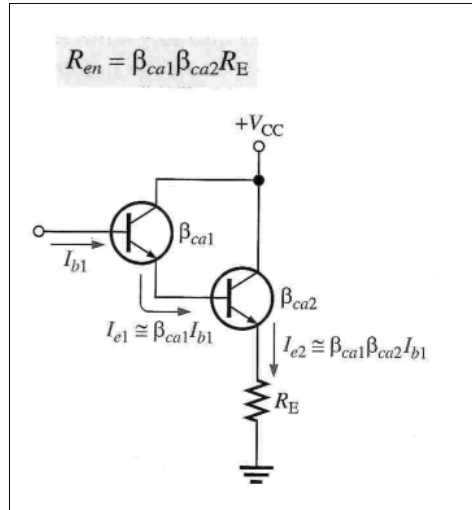 R_en = β_ca1β_ca2R_E
+V_CC
β_ca1
I_b1
β_ca2
I_e1 ≅ β_ca1I_b1
I_e2 ≅ β_ca1β_ca2I_b1
R_E